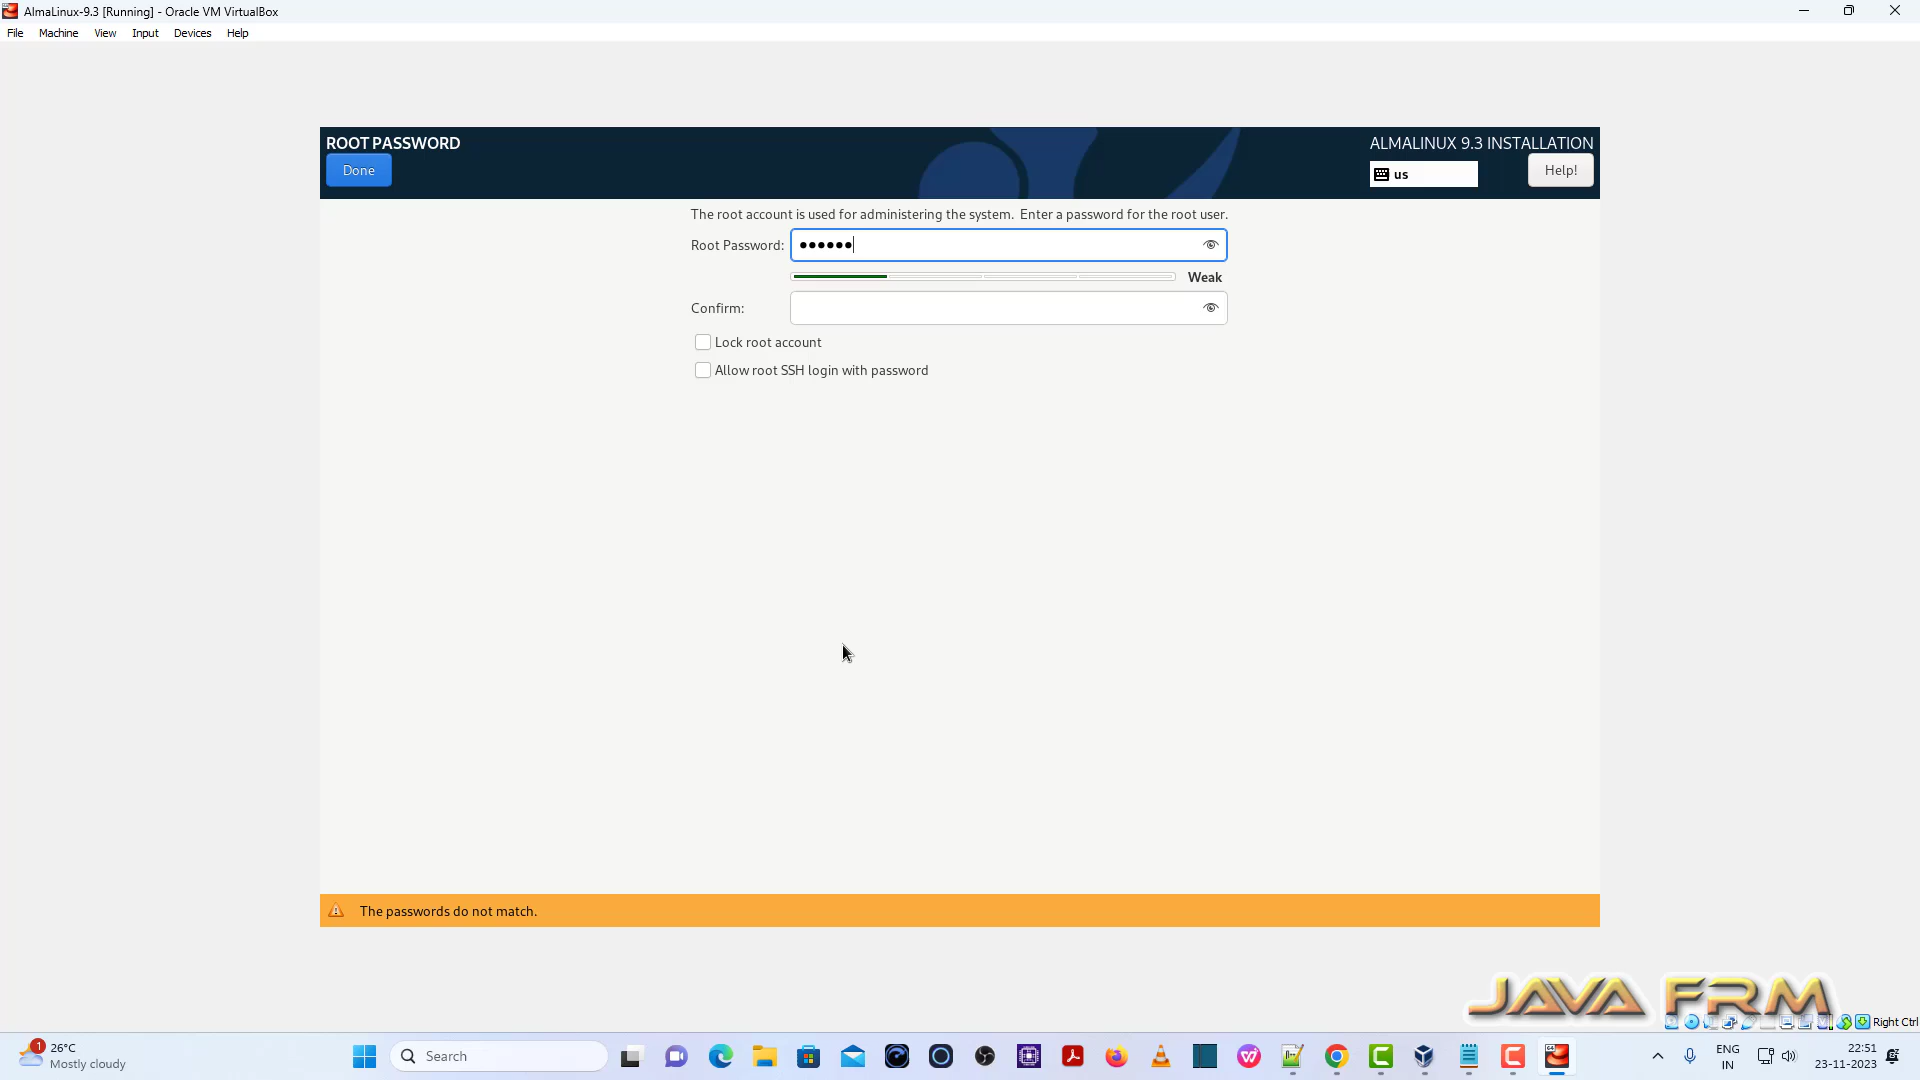 AlmaLinux-9.3 [Running] - Oracle VM VirtualBox
File Machine View Input Devices Help
ROOT PASSWORD
ALMALINUX 9.3 INSTALLATION
Done
us
Help!
The root account is used for administering the system. Enter a password for the root user.
Root Password: ●●●●●●
Weak
Confirm:
Lock root account
Allow root SSH login with password
The passwords do not match.
JAVA FRM
Right Ctrl
1
26°C
Mostly cloudy
Search
ENG
IN
22:51
23-11-2023